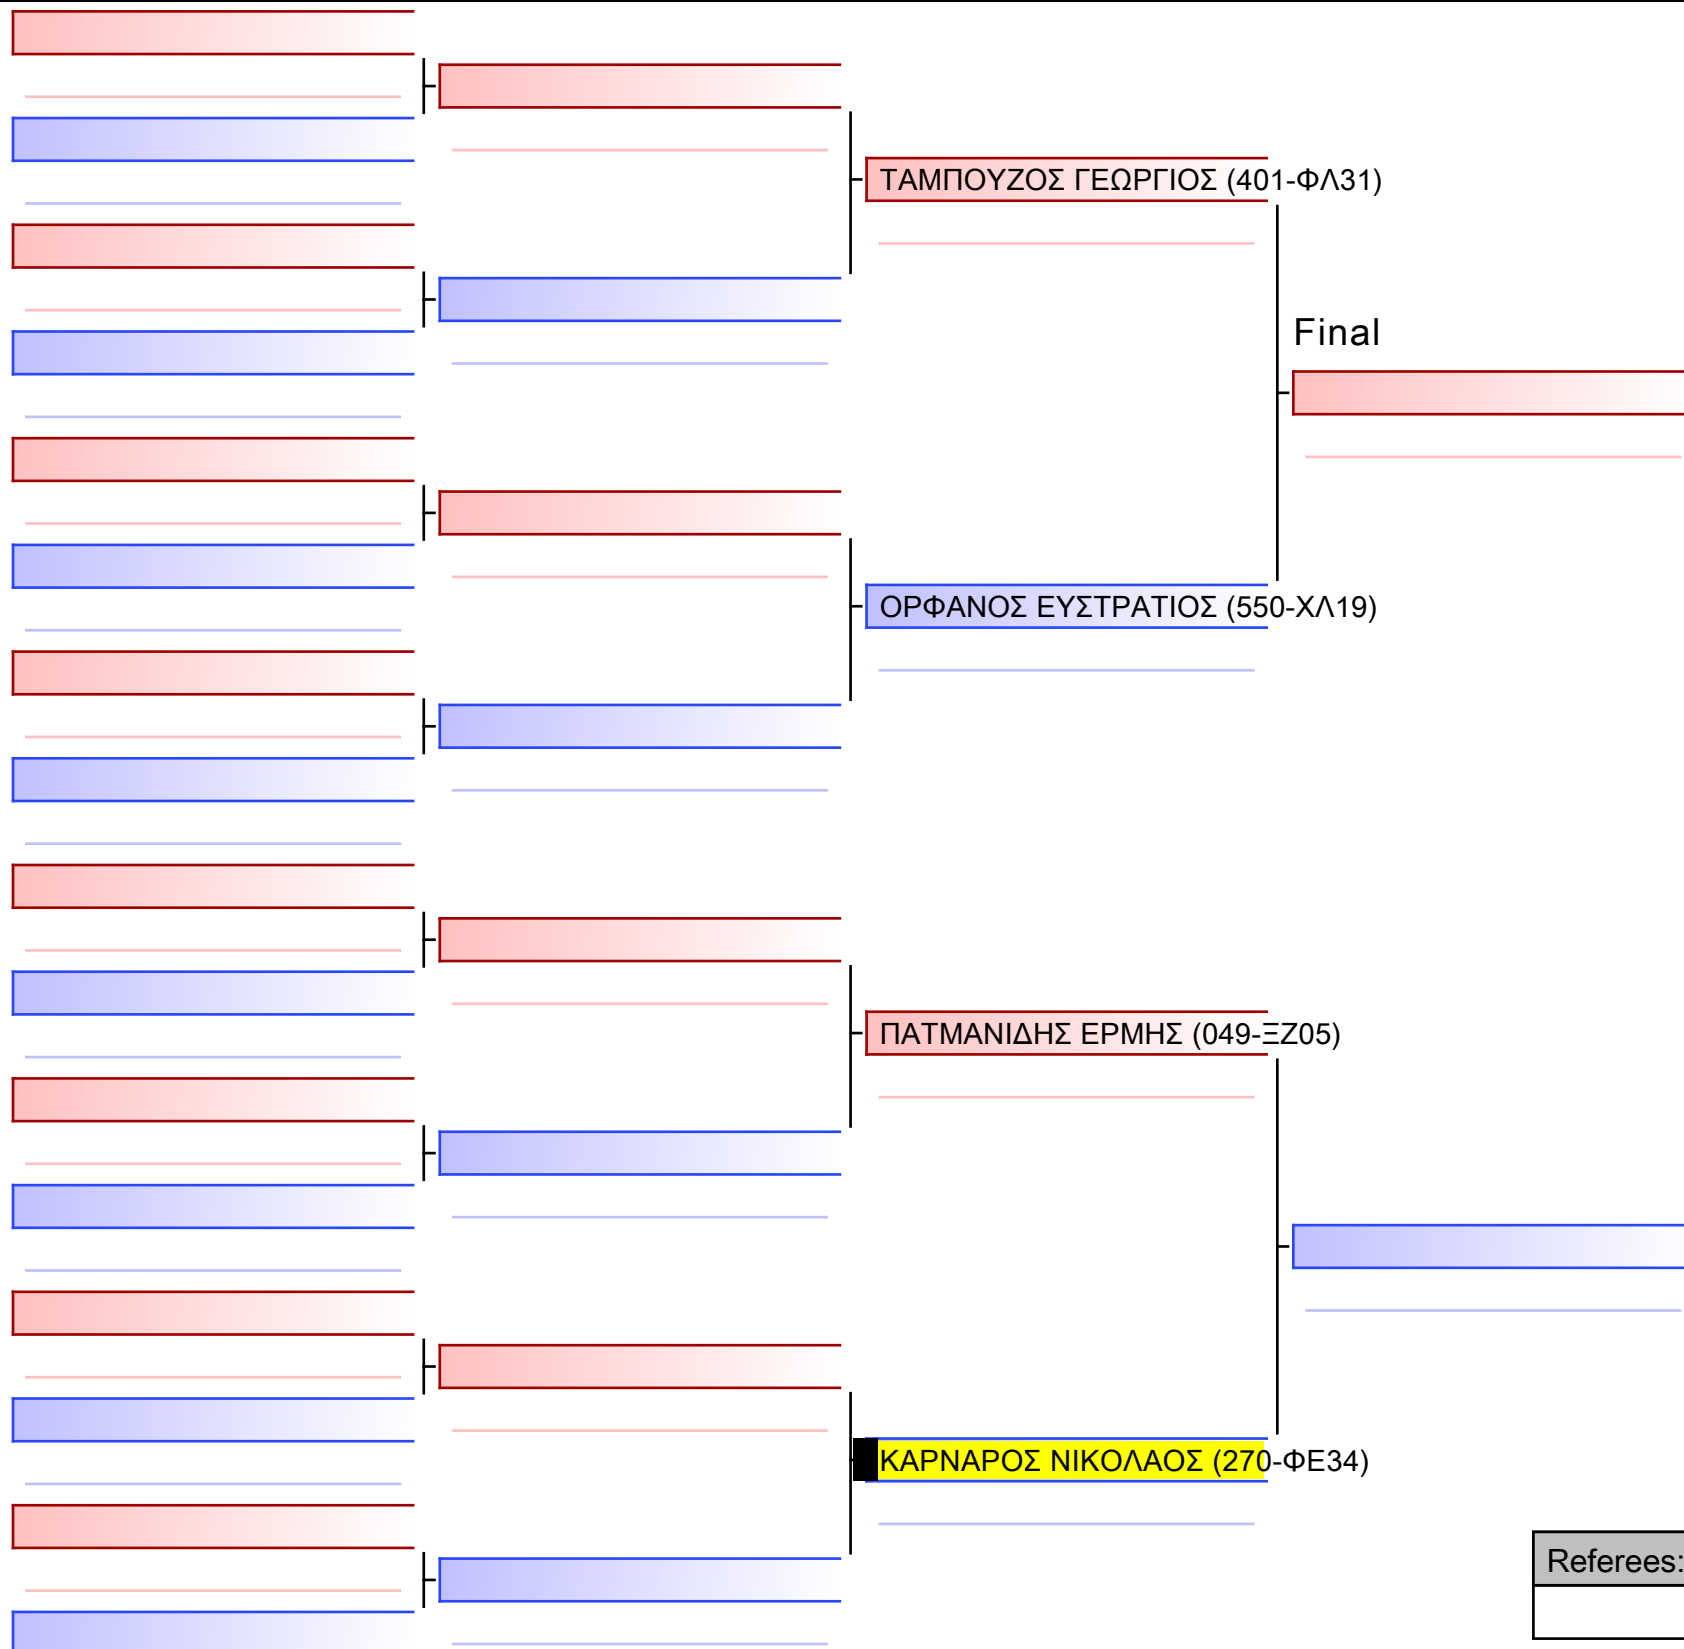 ΤΑΜΠΟΥΖΟΣ ΓΕΩΡΓΙΟΣ (401-ΦΛ31)
Final
ΟΡΦΑΝΟΣ ΕΥΣΤΡΑΤΙΟΣ (550-ΧΛ19)
ΠΑΤΜΑΝΙΔΗΣ ΕΡΜΗΣ (049-ΞΖ05)
ΚΑΡΝΑΡΟΣ ΝΙΚΟΛΑΟΣ (270-ΦΕ34)
Referees: